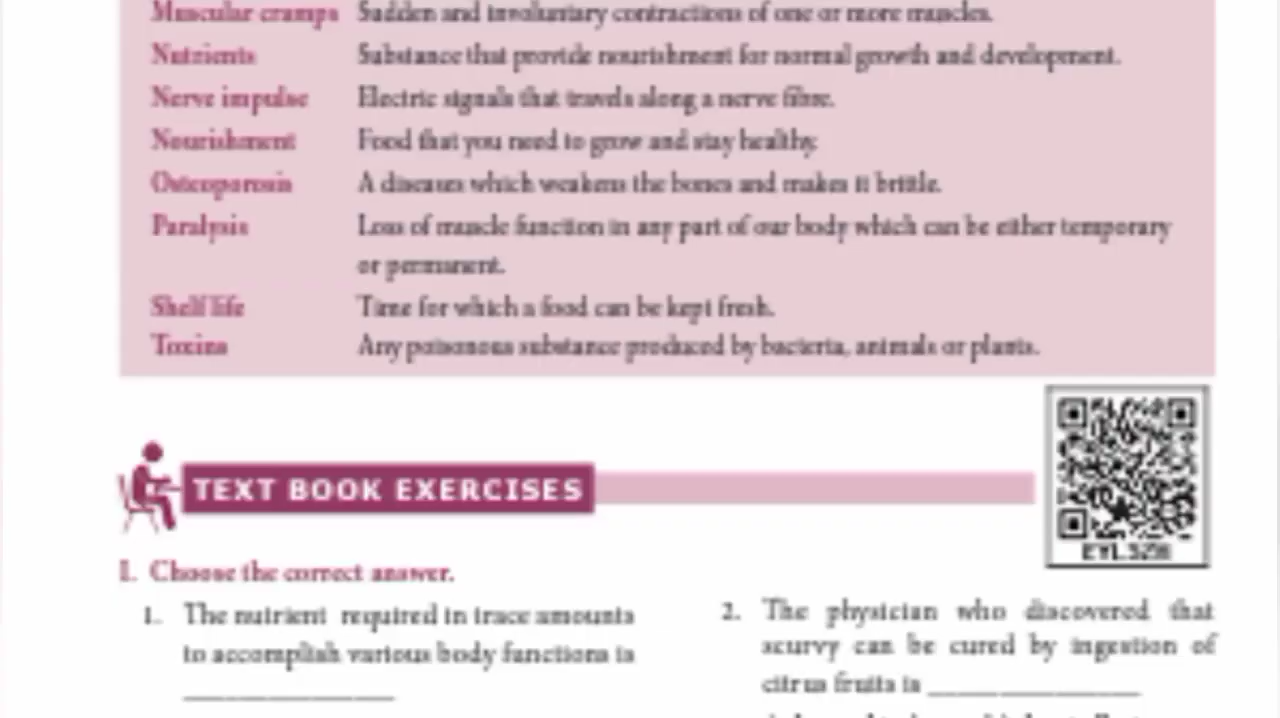 Muscular cramps Sudden and involuntary contractions of one or more muscles.
Nutrients Substance that provide nourishment for normal growth and development.
Nerve impulse Electric signals that travels along a nerve fibre.
Nourishment Food that you need to grow and stay healthy.
Osteoporosis A diseases which weakens the bones and makes it brittle.
Paralysis Loss of muscle function in any part of our body which can be either temporary
or permanent.
Shelf life Time for which a food can be kept fresh.
Toxins Any poisonous substance produced by bacteria, animals or plants.
TEXT BOOK EXERCISES
I. Choose the correct answer.
1. The nutrient required in trace amounts
to accomplish various body functions is
_______________
2. The physician who discovered that
scurvy can be cured by ingestion of
citrus fruits is _______________